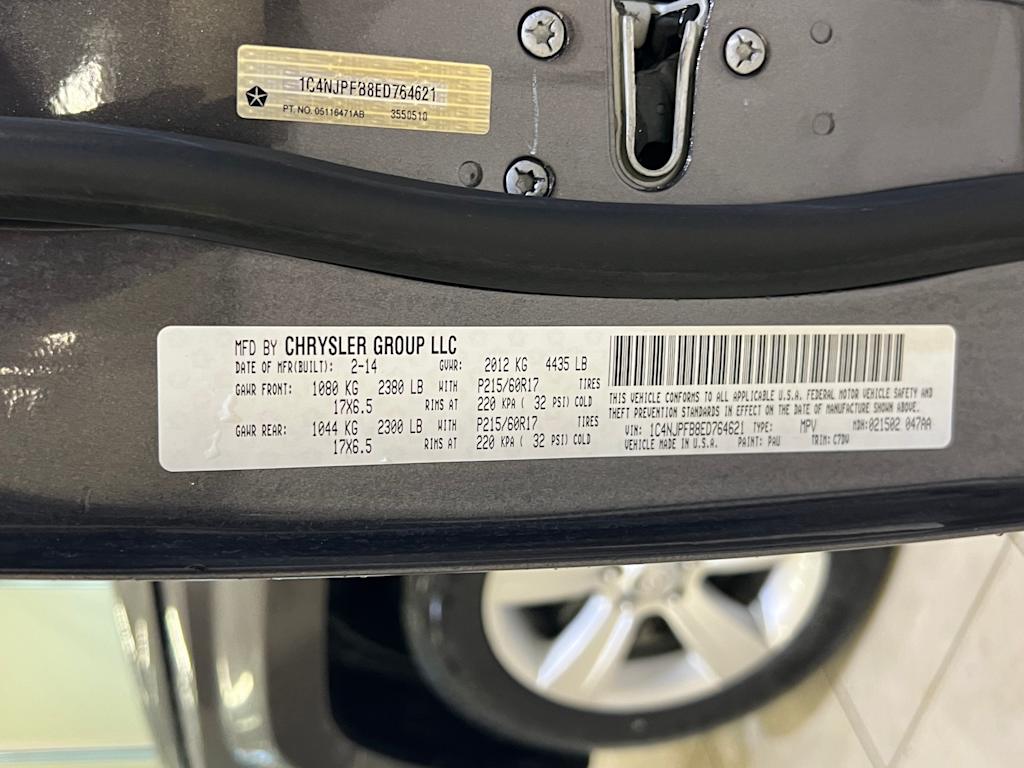 1C4NJPFB8ED764621
PT. NO. 05116471AB 3550510
MFD BY CHRYSLER GROUP LLC
DATE OF MFR(BUILT): 2-14 GVWR: 2012 KG 4435 LB
GAWR FRONT: 1080 KG 2380 LB WITH P215/60R17 TIRES
17X6.5 RIMS AT 220 KPA ( 32 PSI) COLD
GAWR REAR: 1044 KG 2300 LB WITH P215/60R17 TIRES
17X6.5 RIMS AT 220 KPA ( 32 PSI) COLD
THIS VEHICLE CONFORMS TO ALL APPLICABLE U.S.A. FEDERAL MOTOR VEHICLE SAFETY AND
THEFT PREVENTION STANDARDS IN EFFECT ON THE DATE OF MANUFACTURE SHOWN ABOVE.
VIN: 1C4NJPFB8ED764621 TYPE: MPV MDH:021502 047AA
VEHICLE MADE IN U.S.A. PAINT: PAU TRIM: C7DV